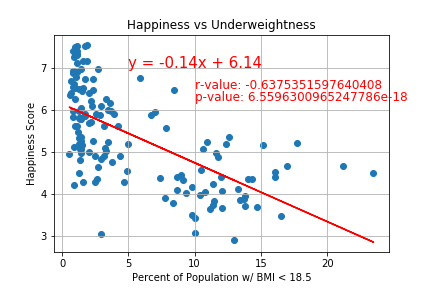 Happiness vs Underweightness
y = -0.14x + 6.14
r-value: -0.6375351597640408
p-value: 6.5596300965247786e-18
Happiness Score
7
6
5
4
3
0
5
10
15
20
Percent of Population w/ BMI < 18.5